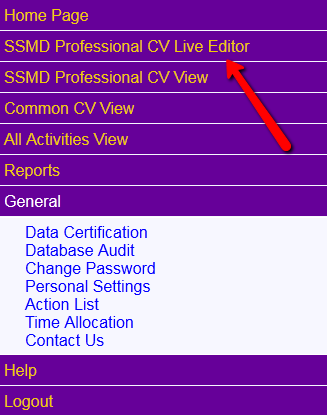 Home Page
SSMD Professional CV Live Editor
SSMD Professional CV View
Common CV View
All Activities View
Reports
General
Data Certification
Database Audit
Change Password
Personal Settings
Action List
Time Allocation
Contact Us
Help
Logout